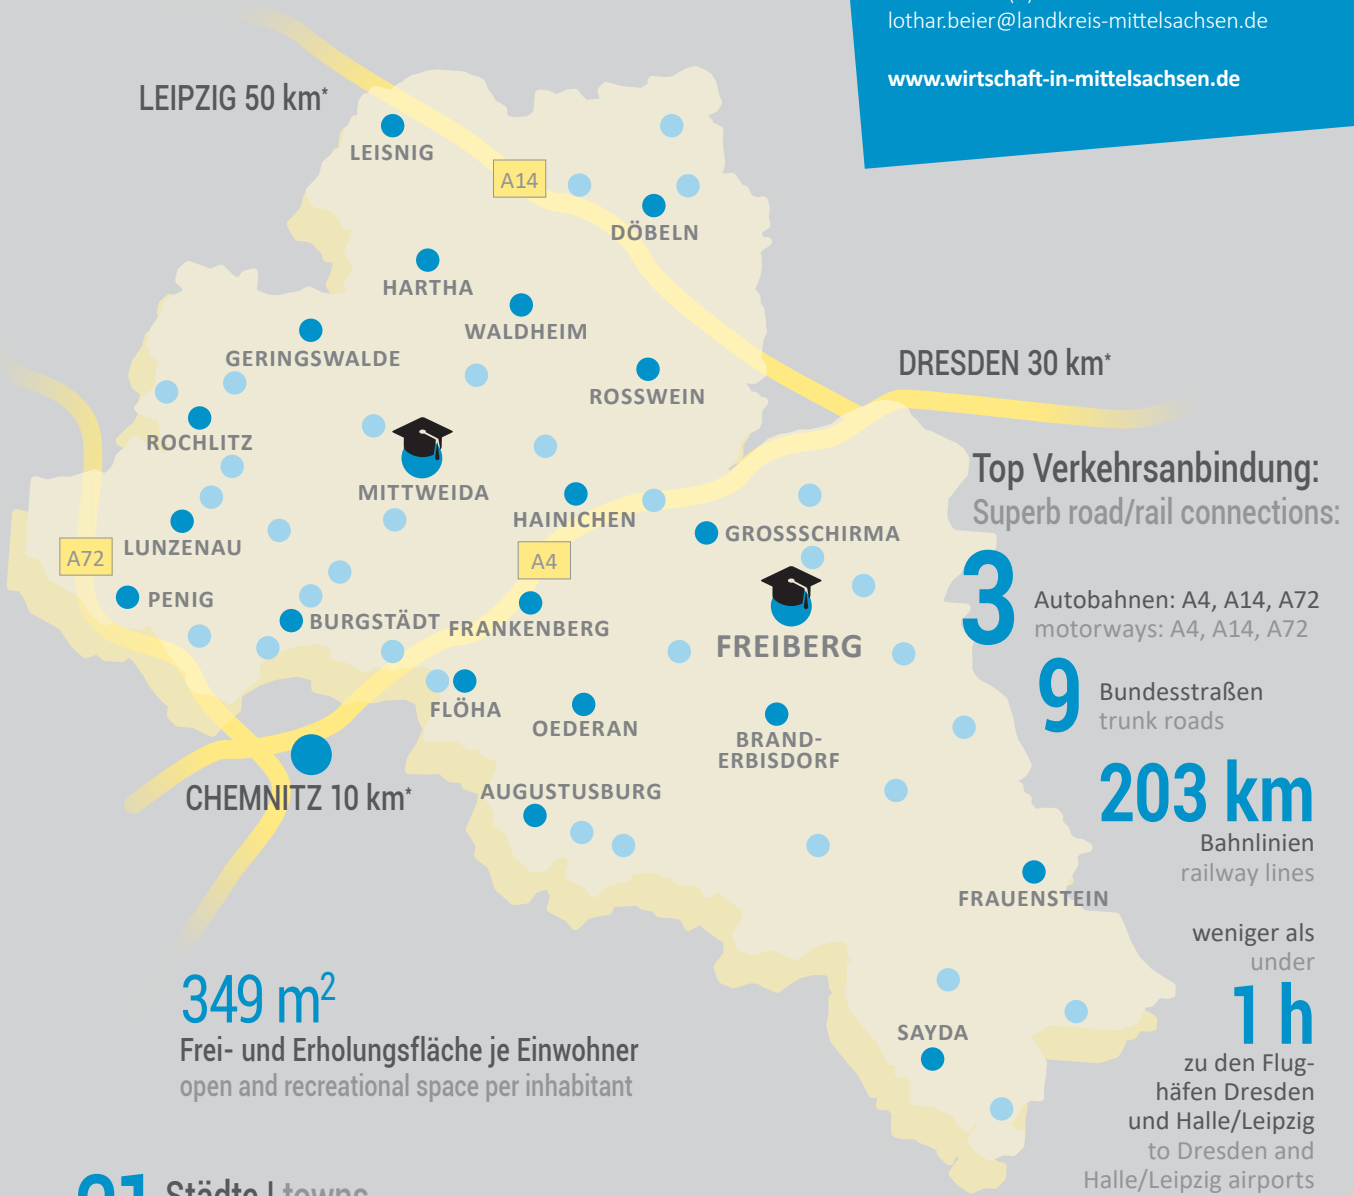 lothar.beier@landkreis-mittelsachsen.de
www.wirtschaft-in-mittelsachsen.de
LEIPZIG 50 km*
LEISNIG
A14
DÖBELN
HARTHA
WALDHEIM
GERINGSWALDE
DRESDEN 30 km*
ROSSWEIN
ROCHLITZ
MITTWEIDA
HAINICHEN
GROSSSCHIRMA
LUNZENAU
A72
A4
PENIG
BURGSTÄDT
FRANKENBERG
FREIBERG
FLÖHA
OEDERAN
BRAND-
ERBISDORF
CHEMNITZ 10 km*
AUGUSTUSBURG
FRAUENSTEIN
SAYDA
Top Verkehrsanbindung:
Superb road/rail connections:
3
Autobahnen: A4, A14, A72
motorways: A4, A14, A72
9
Bundesstraßen
trunk roads
203 km
Bahnlinien
railway lines
weniger als
under
1 h
zu den Flug-
häfen Dresden
und Halle/Leipzig
to Dresden and
Halle/Leipzig airports
349 m²
Frei- und Erholungsfläche je Einwohner
open and recreational space per inhabitant
21 Städte | towns